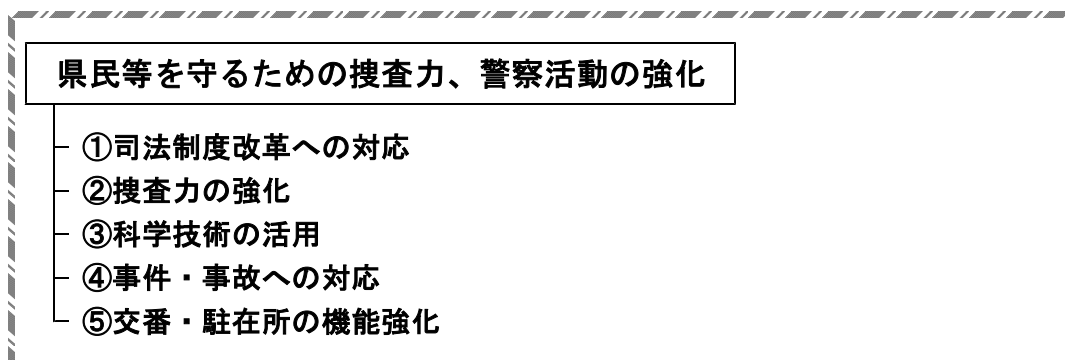 県民等を守るための捜査力、警察活動の強化
①司法制度改革への対応
②捜査力の強化
③科学技術の活用
④事件・事故への対応
⑤交番・駐在所の機能強化